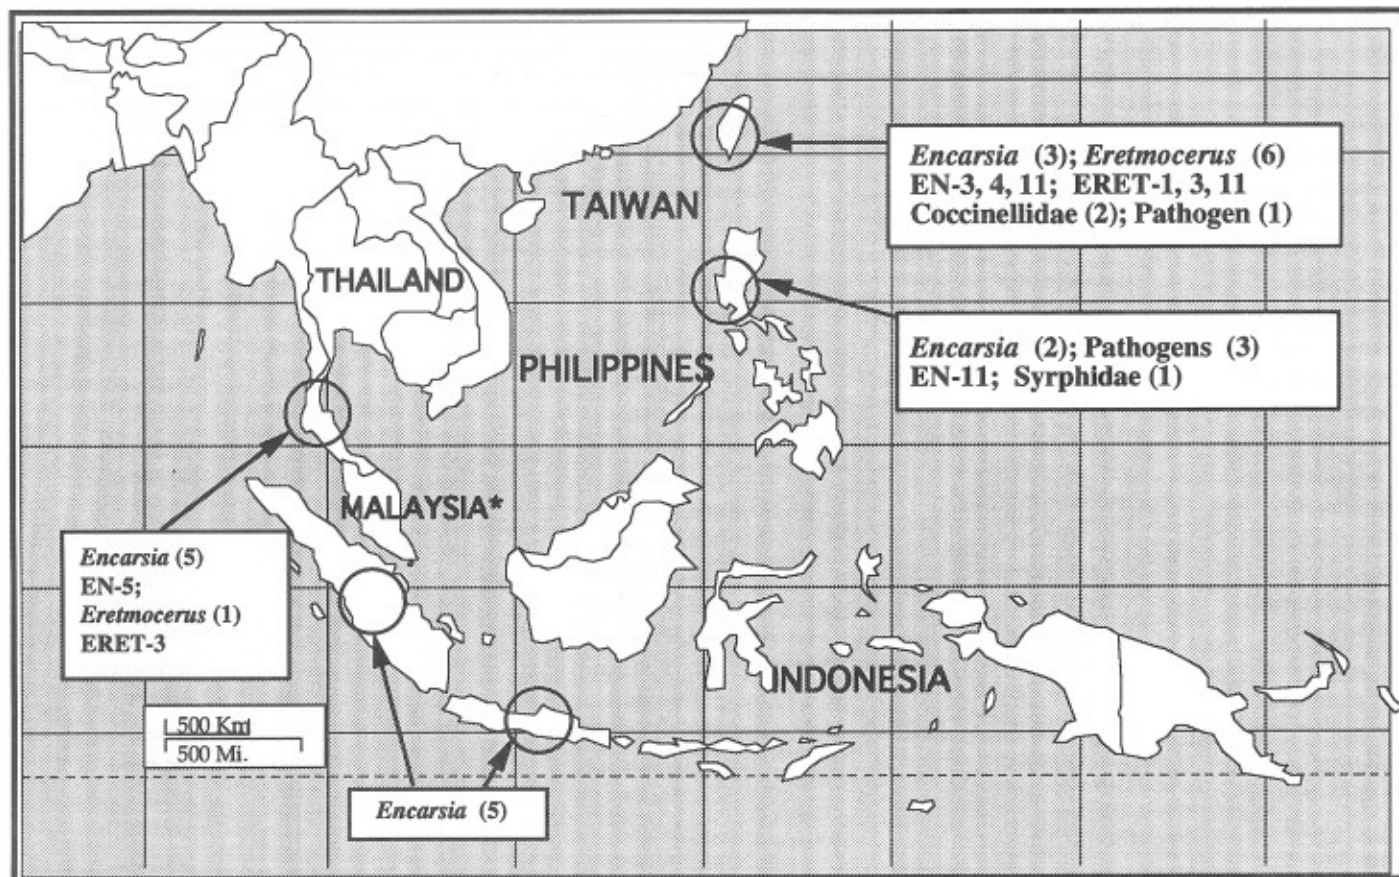 Encarsia (3); Eretmocerus (6)
EN-3, 4, 11; ERET-1, 3, 11
Coccinellidae (2); Pathogen (1)
TAIWAN
THAILAND
Encarsia (2); Pathogens (3)
EN-11; Syrphidae (1)
PHILIPPINES
MALAYSIA*
Encarsia (5)
EN-5;
Eretmocerus (1)
ERET-3
INDONESIA
500 Km
500 Mi.
Encarsia (5)